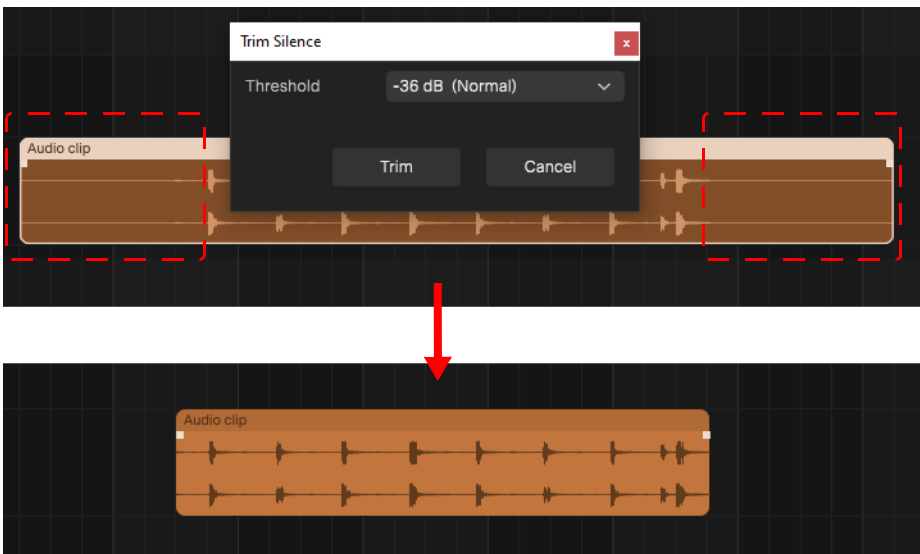 Trim Silence
x
Threshold
-36 dB (Normal)
Audio clip
Trim
Cancel
Audio clip